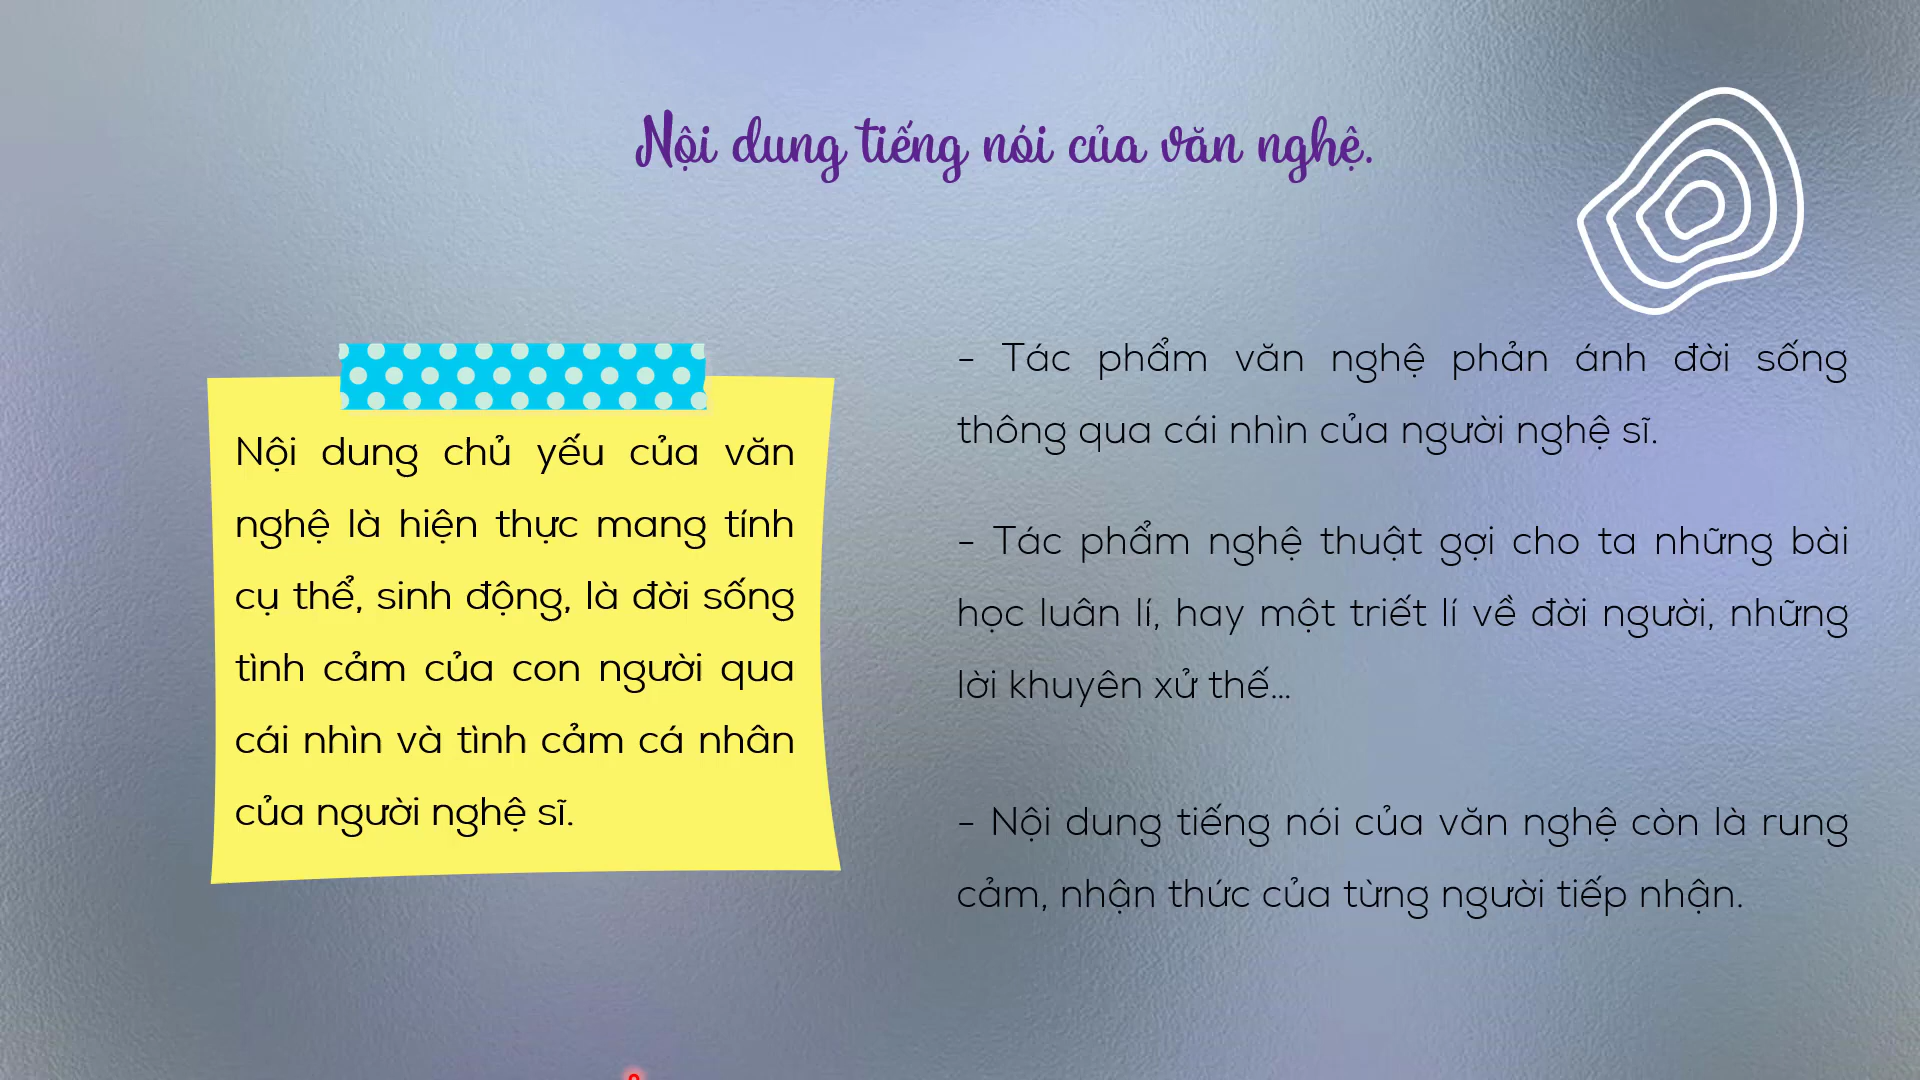 Nội dung tiếng nói của văn nghệ.
Nội dung chủ yếu của văn
nghệ là hiện thực mang tính
cụ thể, sinh động, là đời sống
tình cảm của con người qua
cái nhìn và tình cảm cá nhân
của người nghệ sĩ.
- Tác phẩm văn nghệ phản ánh đời sống
thông qua cái nhìn của người nghệ sĩ.
- Tác phẩm nghệ thuật gợi cho ta những bài
học luân lí, hay một triết lí về đời người, những
lời khuyên xử thế...
- Nội dung tiếng nói của văn nghệ còn là rung
cảm, nhận thức của từng người tiếp nhận.